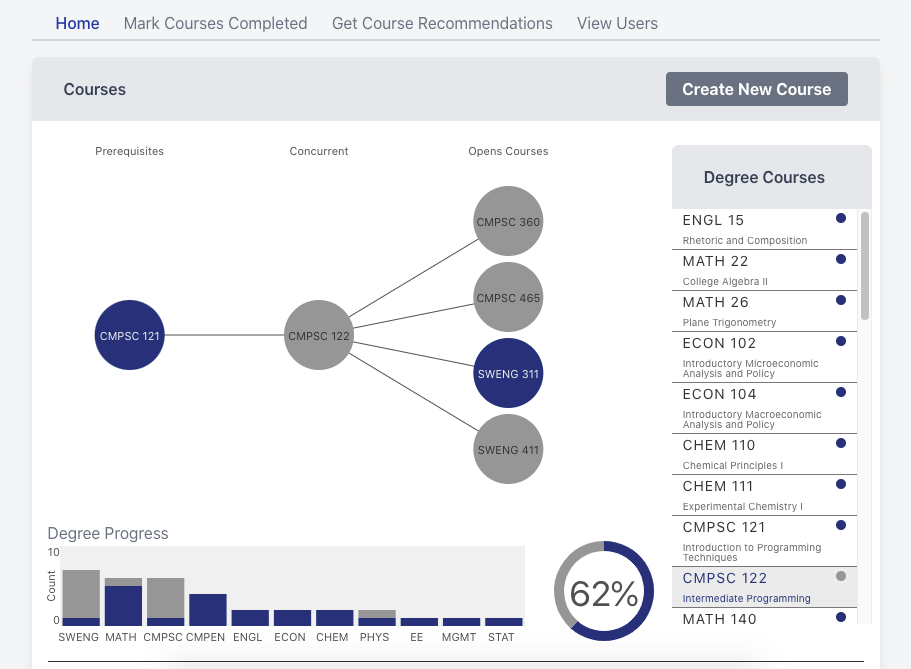 Home Mark Courses Completed Get Course Recommendations View Users
Courses
Create New Course
Prerequisites Concurrent Opens Courses
CMPSC 360
CMPSC 465
CMPSC 121
CMPSC 122
SWENG 311
SWENG 411
Degree Courses
ENGL 15
Rhetoric and Composition
MATH 22
College Algebra II
MATH 26
Plane Trigonometry
ECON 102
Introductory Microeconomic
Analysis and Policy
ECON 104
Introductory Macroeconomic
Analysis and Policy
CHEM 110
Chemical Principles I
CHEM 111
Experimental Chemistry I
CMPSC 121
Introduction to Programming
Techniques
CMPSC 122
Intermediate Programming
MATH 140
Degree Progress
10
Count
0
SWENG MATH CMPSC CMPEN ENGL ECON CHEM PHYS EE MGMT STAT
62%